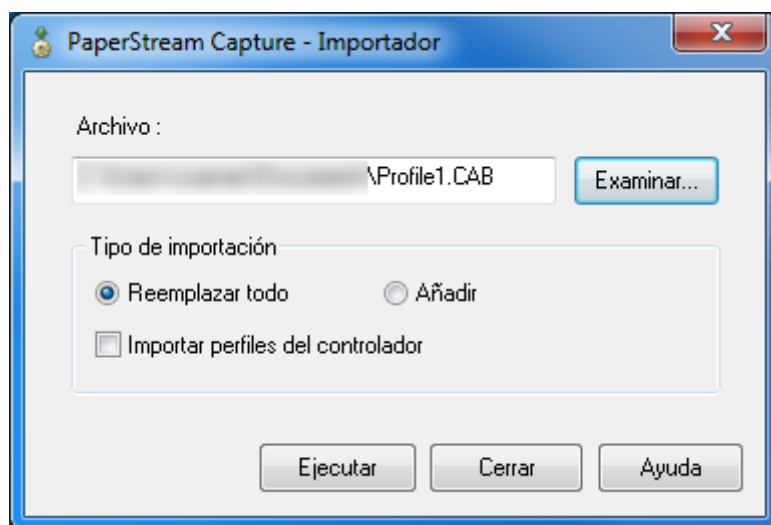 PaperStream Capture - Importador
Archivo :
\Profile1.CAB
Examinar...
Tipo de importación
Reemplazar todo
Añadir
Importar perfiles del controlador
Ejecutar
Cerrar
Ayuda